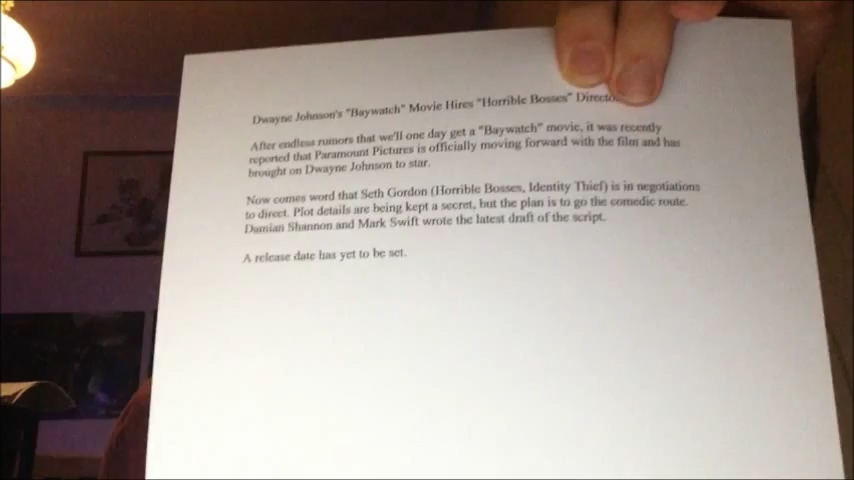 Dwayne Johnson's "Baywatch" Movie Hires "Horrible Bosses" Directo
After endless rumors that we'll one day get a "Baywatch" movie, it was recently
reported that Paramount Pictures is officially moving forward with the film and has
brought on Dwayne Johnson to star.
Now comes word that Seth Gordon (Horrible Bosses, Identity Thief) is in negotiations
to direct. Plot details are being kept a secret, but the plan is to go the comedic route.
Damian Shannon and Mark Swift wrote the latest draft of the script.
A release date has yet to be set.